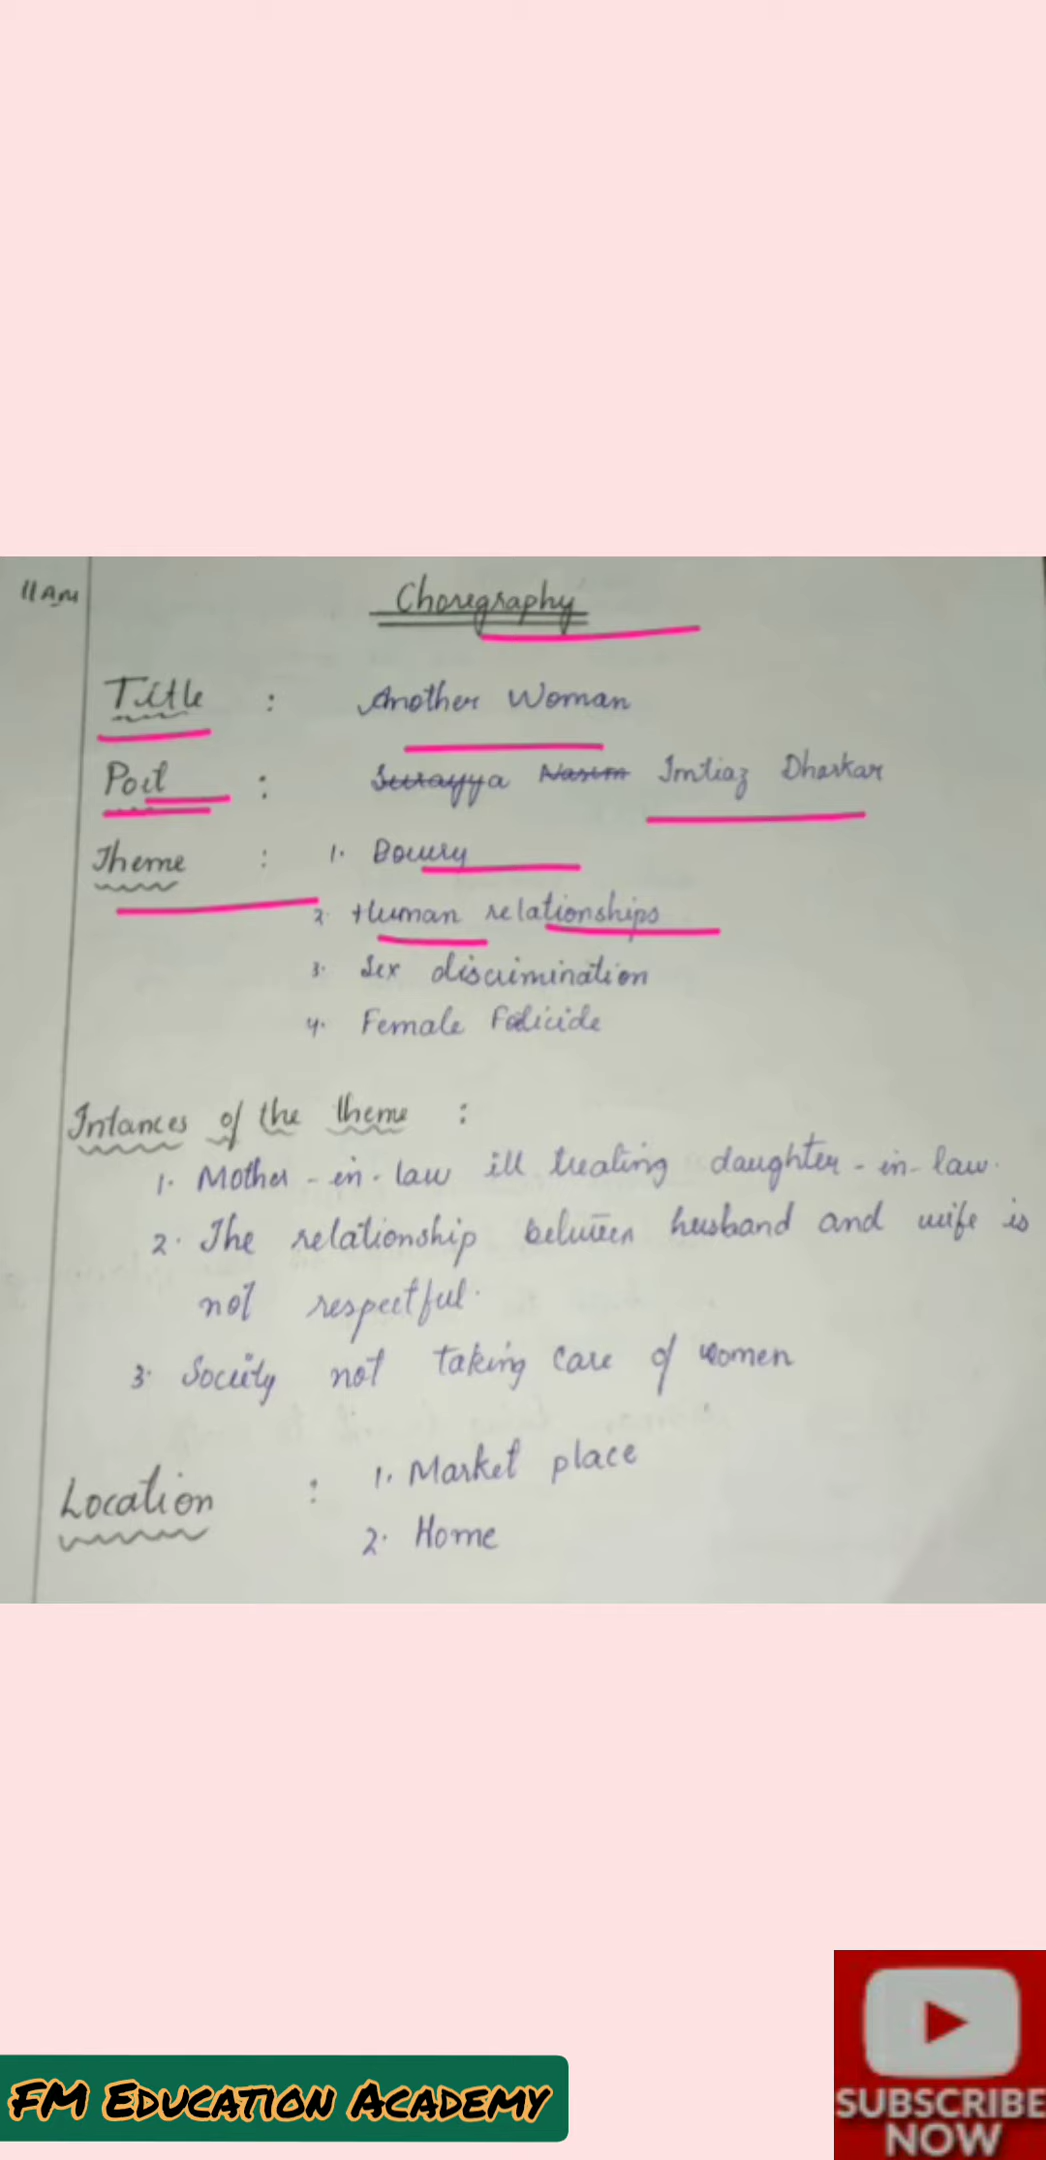 11 AM
Choregraphy
Title : Another Woman
Poet : Surayya Nasim Imtiaz Dharkar
Theme : 1. Dowry
2. Human relationships
3. Sex discrimination
4. Female Foeticide
Intances of the theme :
1. Mother-in-law ill treating daughter-in-law.
2. The relationship between husband and wife is
not respectful.
3. Society not taking care of women
Location : 1. Market place
2. Home
FM EDUCATION ACADEMY
SUBSCRIBE
NOW